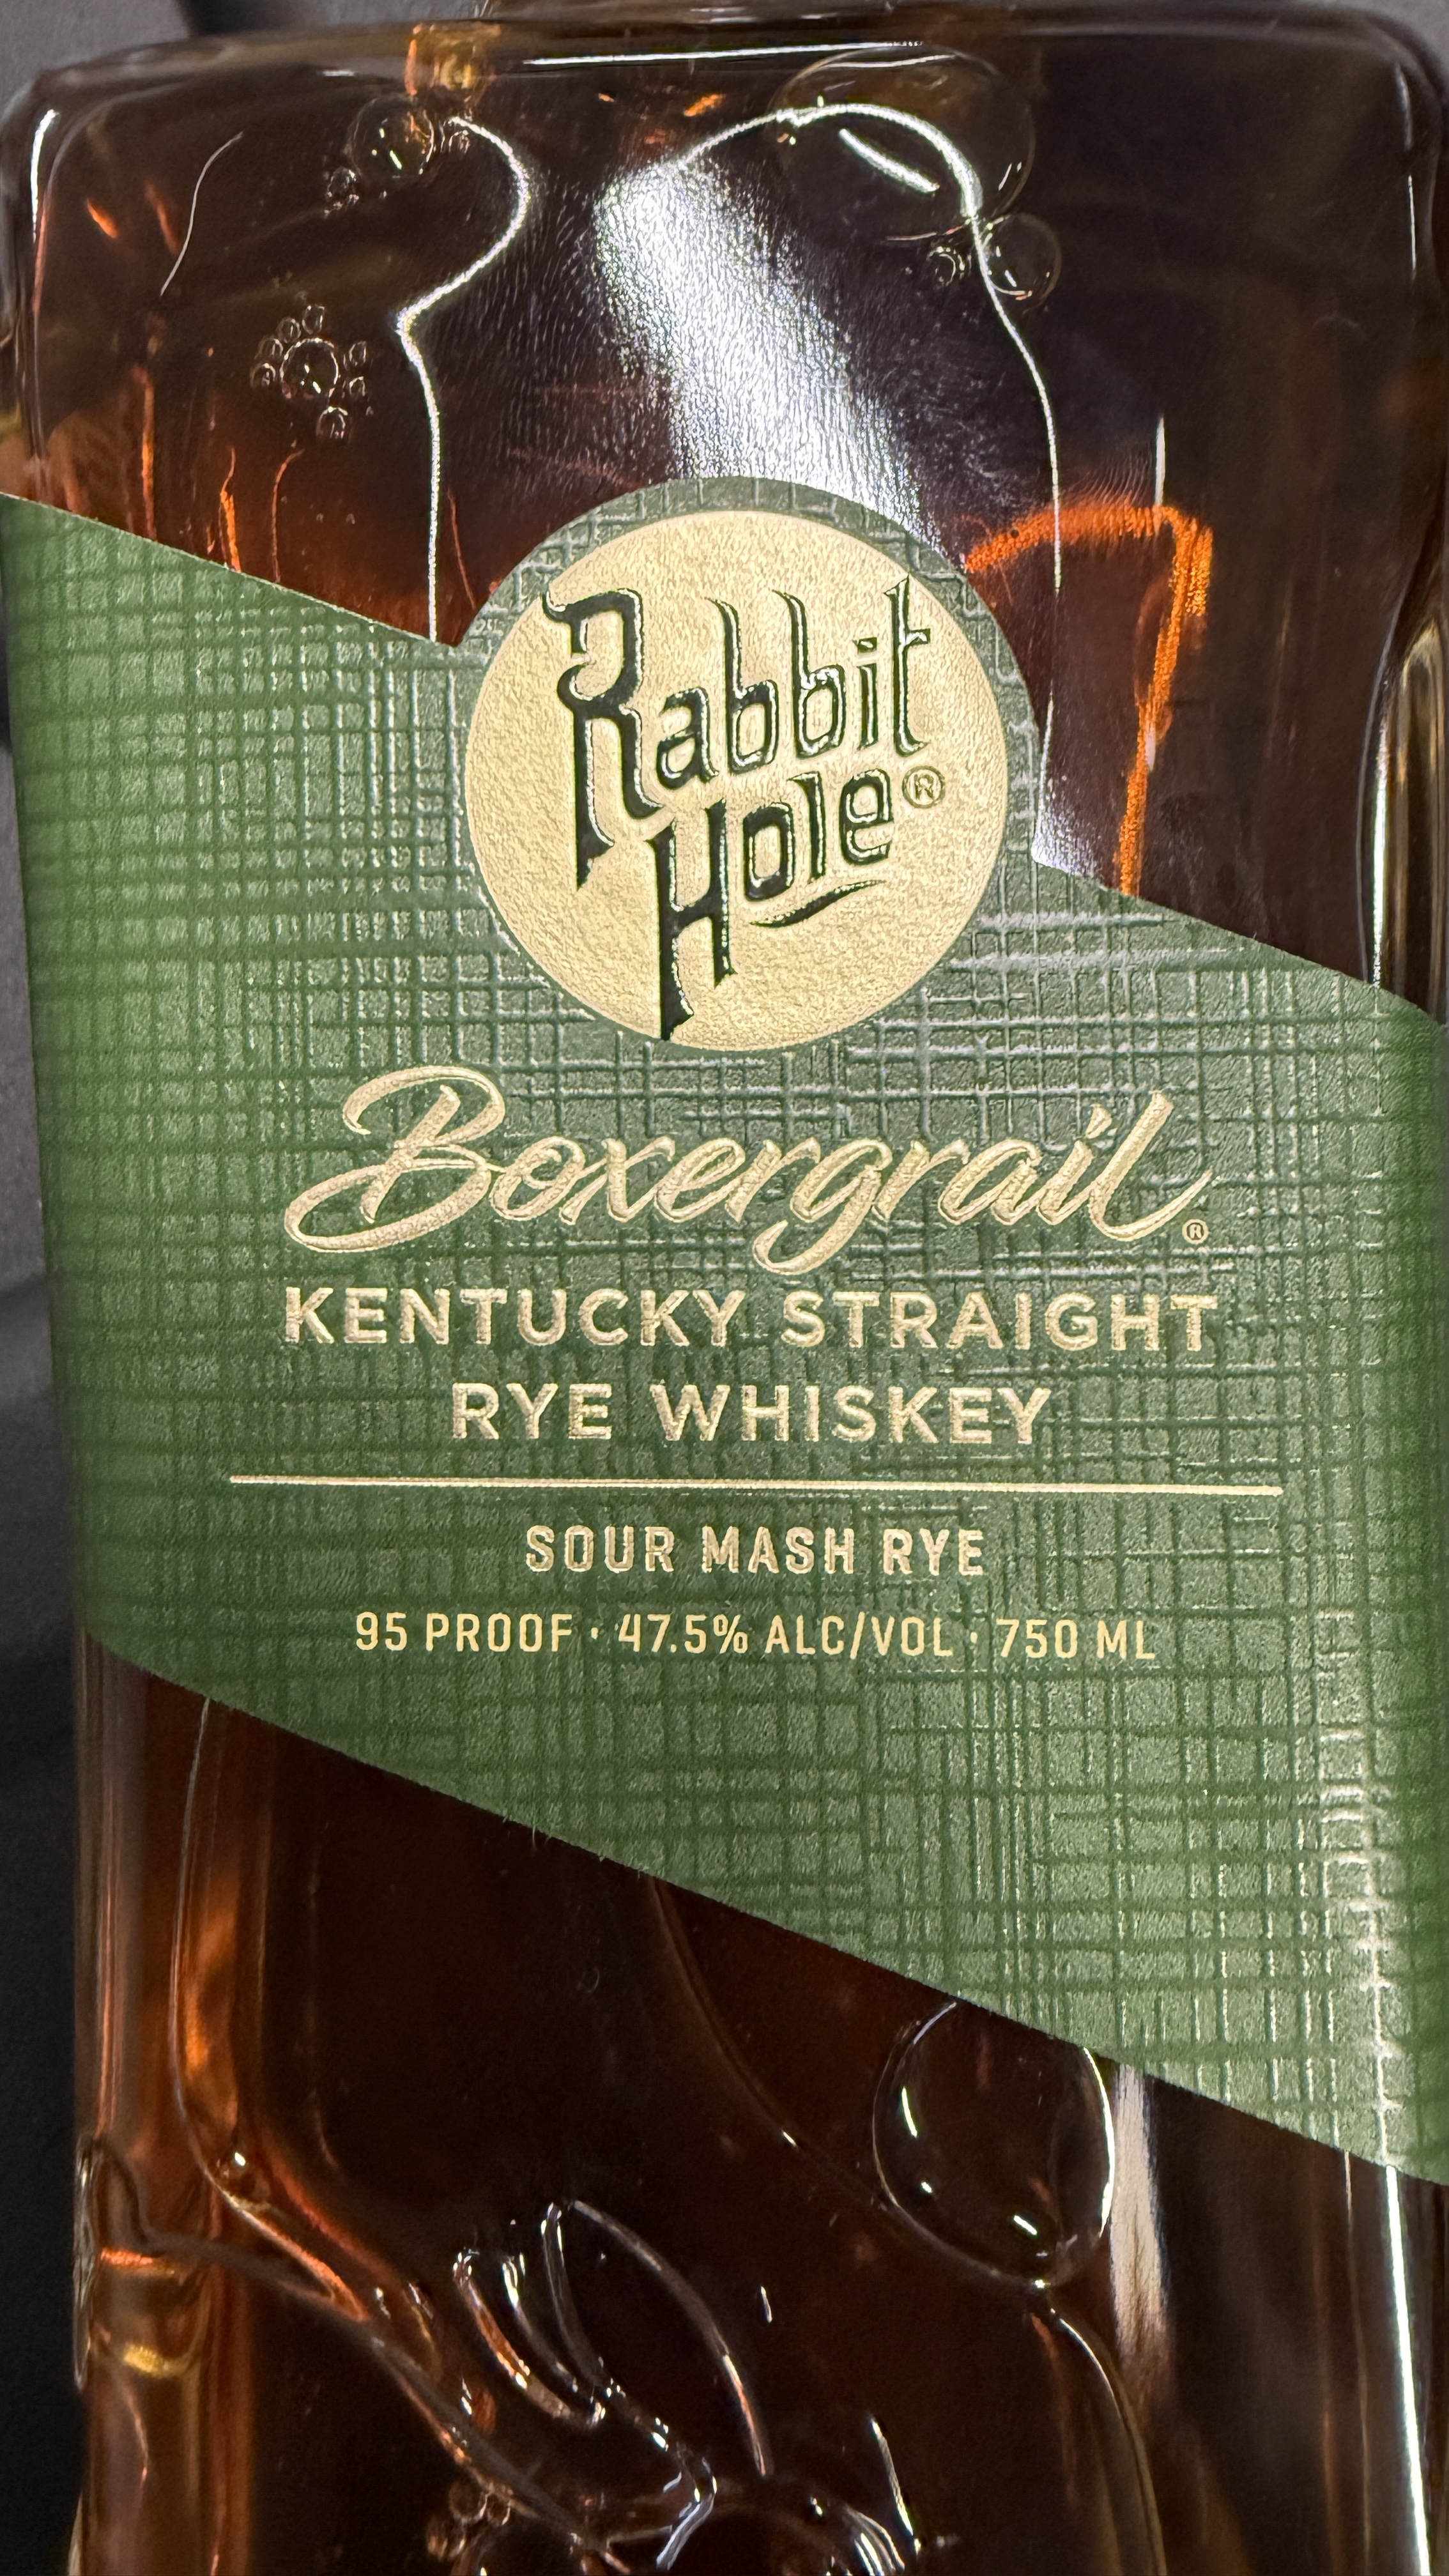 Rabbit
Hole®
Boxergrail®
KENTUCKY STRAIGHT
RYE WHISKEY
SOUR MASH RYE
95 PROOF · 47.5% ALC/VOL · 750 ML